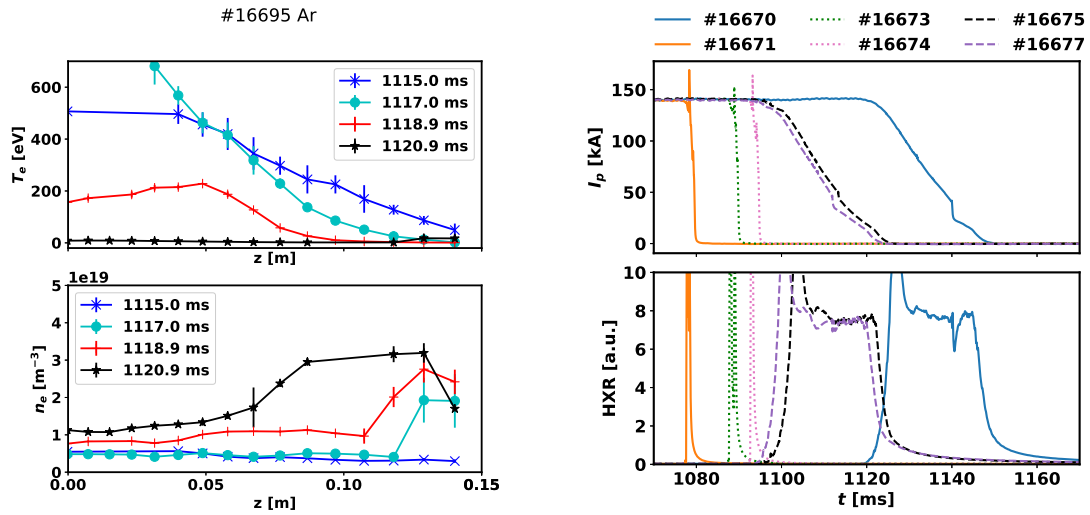 #16695 Ar
600
400
200
0
T_e [eV]
1115.0 ms
1117.0 ms
1118.9 ms
1120.9 ms
z [m]
1e19
5
4
3
2
1
0
n_e [m^−3]
1115.0 ms
1117.0 ms
1118.9 ms
1120.9 ms
0.00 0.05 0.10 0.15
z [m]
#16670 #16673 #16675
#16671 #16674 #16677
150
100
50
0
I_p [kA]
10
8
6
4
2
0
HXR [a.u.]
1080 1100 1120 1140 1160
t [ms]